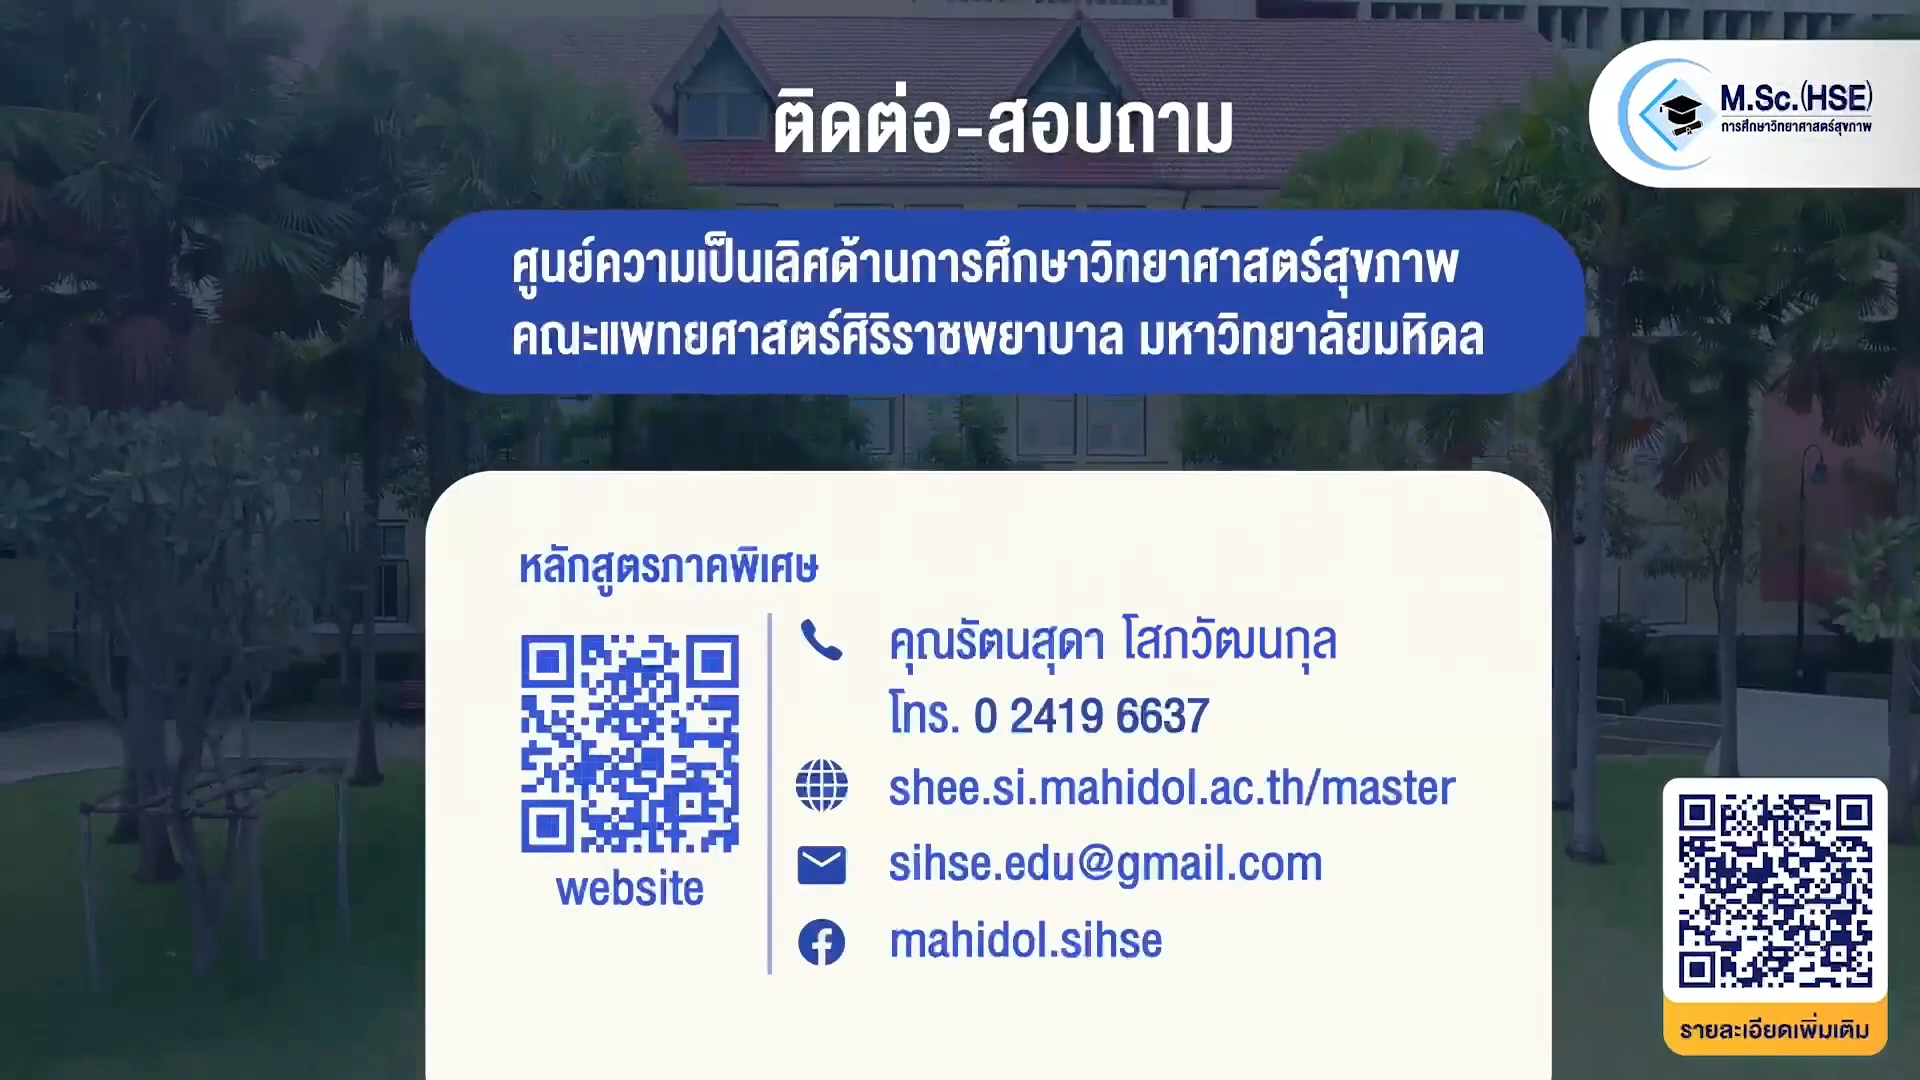 ติดต่อ-สอบถาม
M.Sc.(HSE)
การศึกษาวิทยาศาสตร์สุขภาพ
ศูนย์ความเป็นเลิศด้านการศึกษาวิทยาศาสตร์สุขภาพ
คณะแพทยศาสตร์ศิริราชพยาบาล มหาวิทยาลัยมหิดล
หลักสูตรภาคพิเศษ
website
คุณรัตนสุดา โสภวัฒนกุล
โทร. 0 2419 6637
shee.si.mahidol.ac.th/master
sihse.edu@gmail.com
mahidol.sihse
รายละเอียดเพิ่มเติม